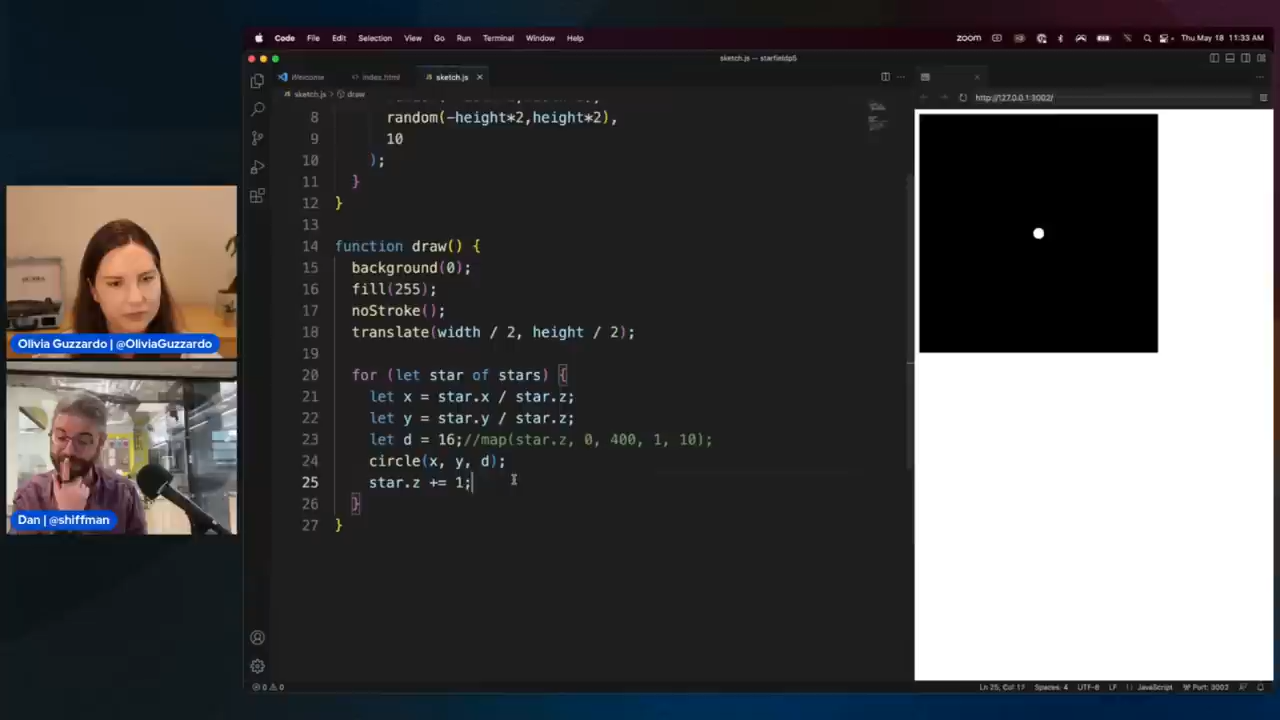 Code File Edit Selection View Go Run Terminal Window Help
zoom
Thu May 18 11:33 AM
sketch.js — starfieldp5
Welcome
index.html
sketch.js
sketch.js > draw
http://127.0.0.1:3002/
8 random(-height*2,height*2),
9 10
10 );
11 }
12 }
13
14 function draw() {
15 background(0);
16 fill(255);
17 noStroke();
18 translate(width / 2, height / 2);
19
20 for (let star of stars) {
21 let x = star.x / star.z;
22 let y = star.y / star.z;
23 let d = 16;//map(star.z, 0, 400, 1, 10);
24 circle(x, y, d);
25 star.z += 1;
26 }
27 }
Olivia Guzzardo | @OliviaGuzzardo
Dan | @shiffman
0 0
Ln 25, Col 17 Spaces: 4 UTF-8 LF JavaScript Port: 3002